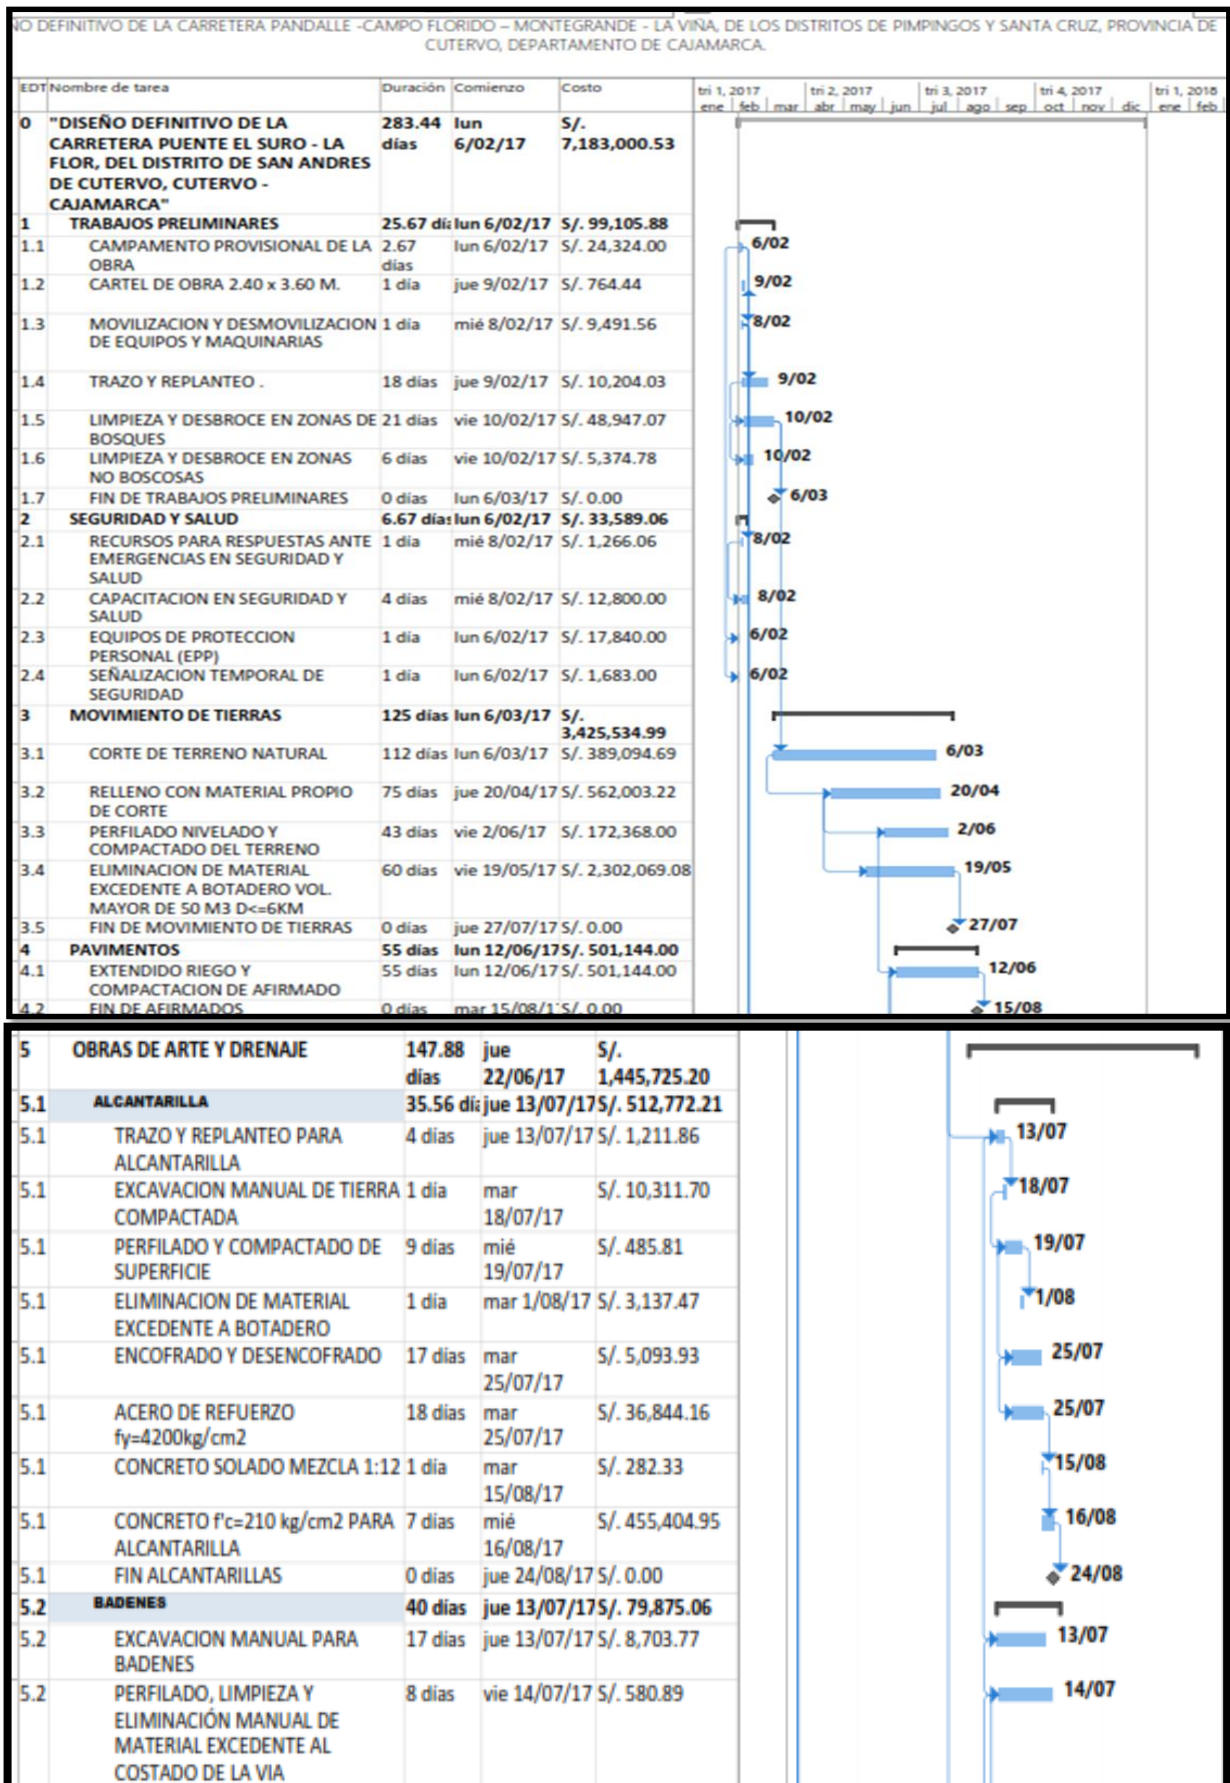 ÑO DEFINITIVO DE LA CARRETERA PANDALLE -CAMPO FLORIDO – MONTEGRANDE - LA VIÑA, DE LOS DISTRITOS DE PIMPINGOS Y SANTA CRUZ, PROVINCIA DE
CUTERVO, DEPARTAMENTO DE CAJAMARCA.
EDT Nombre de tarea Duración Comienzo Costo tri 1, 2017 tri 2, 2017 tri 3, 2017 tri 4, 2017 tri 1, 2018
ene feb mar abr may jun jul ago sep oct nov dic ene feb
0 "DISEÑO DEFINITIVO DE LA 283.44 lun S/.
CARRETERA PUENTE EL SURO - LA días 6/02/17 7,183,000.53
FLOR, DEL DISTRITO DE SAN ANDRES
DE CUTERVO, CUTERVO -
CAJAMARCA"
1 TRABAJOS PRELIMINARES 25.67 día lun 6/02/17 S/. 99,105.88
1.1 CAMPAMENTO PROVISIONAL DE LA 2.67 lun 6/02/17 S/. 24,324.00 6/02
OBRA días
1.2 CARTEL DE OBRA 2.40 x 3.60 M. 1 día jue 9/02/17 S/. 764.44 9/02
1.3 MOVILIZACION Y DESMOVILIZACION 1 día mié 8/02/17 S/. 9,491.56 8/02
DE EQUIPOS Y MAQUINARIAS
1.4 TRAZO Y REPLANTEO . 18 días jue 9/02/17 S/. 10,204.03 9/02
1.5 LIMPIEZA Y DESBROCE EN ZONAS DE 21 días vie 10/02/17 S/. 48,947.07 10/02
BOSQUES
1.6 LIMPIEZA Y DESBROCE EN ZONAS 6 días vie 10/02/17 S/. 5,374.78 10/02
NO BOSCOSAS
1.7 FIN DE TRABAJOS PRELIMINARES 0 días lun 6/03/17 S/. 0.00 6/03
2 SEGURIDAD Y SALUD 6.67 días lun 6/02/17 S/. 33,589.06
2.1 RECURSOS PARA RESPUESTAS ANTE 1 día mié 8/02/17 S/. 1,266.06 8/02
EMERGENCIAS EN SEGURIDAD Y
SALUD
2.2 CAPACITACION EN SEGURIDAD Y 4 días mié 8/02/17 S/. 12,800.00 8/02
SALUD
2.3 EQUIPOS DE PROTECCION 1 día lun 6/02/17 S/. 17,840.00 6/02
PERSONAL (EPP)
2.4 SEÑALIZACION TEMPORAL DE 1 día lun 6/02/17 S/. 1,683.00 6/02
SEGURIDAD
3 MOVIMIENTO DE TIERRAS 125 días lun 6/03/17 S/.
3,425,534.99
3.1 CORTE DE TERRENO NATURAL 112 días lun 6/03/17 S/. 389,094.69 6/03
3.2 RELLENO CON MATERIAL PROPIO 75 días jue 20/04/17 S/. 562,003.22 20/04
DE CORTE
3.3 PERFILADO NIVELADO Y 43 días vie 2/06/17 S/. 172,368.00 2/06
COMPACTADO DEL TERRENO
3.4 ELIMINACION DE MATERIAL 60 días vie 19/05/17 S/. 2,302,069.08 19/05
EXCEDENTE A BOTADERO VOL.
MAYOR DE 50 M3 D<=6KM
3.5 FIN DE MOVIMIENTO DE TIERRAS 0 días jue 27/07/17 S/. 0.00 27/07
4 PAVIMENTOS 55 días lun 12/06/17 S/. 501,144.00
4.1 EXTENDIDO RIEGO Y 55 días lun 12/06/17 S/. 501,144.00 12/06
COMPACTACION DE AFIRMADO
4.2 FIN DE AFIRMADOS 0 días mar 15/08/1 S/. 0.00 15/08
5 OBRAS DE ARTE Y DRENAJE 147.88 jue S/.
días 22/06/17 1,445,725.20
5.1 ALCANTARILLA 35.56 día jue 13/07/17 S/. 512,772.21
5.1 TRAZO Y REPLANTEO PARA 4 días jue 13/07/17 S/. 1,211.86 13/07
ALCANTARILLA
5.1 EXCAVACION MANUAL DE TIERRA 1 día mar S/. 10,311.70 18/07
COMPACTADA 18/07/17
5.1 PERFILADO Y COMPACTADO DE 9 días mié S/. 485.81 19/07
SUPERFICIE 19/07/17
5.1 ELIMINACION DE MATERIAL 1 día mar 1/08/17 S/. 3,137.47 1/08
EXCEDENTE A BOTADERO
5.1 ENCOFRADO Y DESENCOFRADO 17 días mar S/. 5,093.93 25/07
25/07/17
5.1 ACERO DE REFUERZO 18 días mar S/. 36,844.16 25/07
fy=4200kg/cm2 25/07/17
5.1 CONCRETO SOLADO MEZCLA 1:12 1 día mar S/. 282.33 15/08
15/08/17
5.1 CONCRETO f'c=210 kg/cm2 PARA 7 días mié S/. 455,404.95 16/08
ALCANTARILLA 16/08/17
5.1 FIN ALCANTARILLAS 0 días jue 24/08/17 S/. 0.00 24/08
5.2 BADENES 40 días jue 13/07/17 S/. 79,875.06
5.2 EXCAVACION MANUAL PARA 17 días jue 13/07/17 S/. 8,703.77 13/07
BADENES
5.2 PERFILADO, LIMPIEZA Y 8 días vie 14/07/17 S/. 580.89 14/07
ELIMINACIÓN MANUAL DE
MATERIAL EXCEDENTE AL
COSTADO DE LA VIA